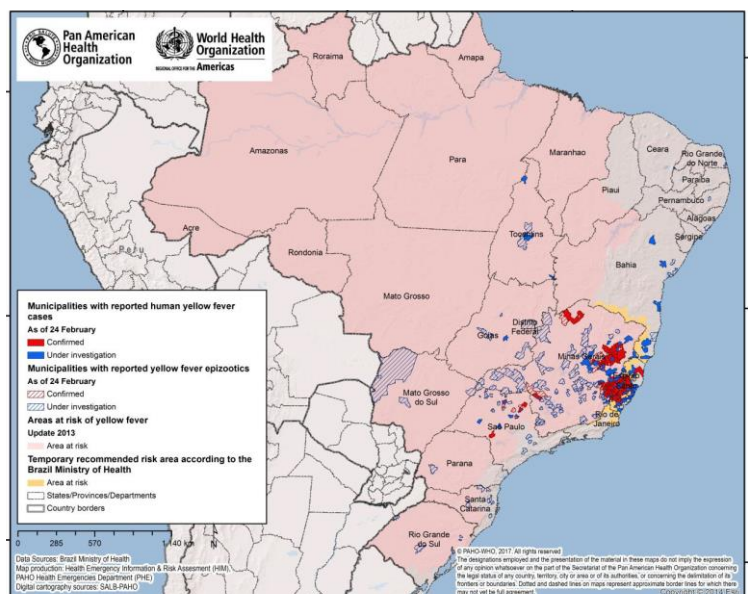 Pan American
Health
Organization
World Health
Organization
REGIONAL OFFICE FOR THE Americas
Roraima
Amapa
Amazonas
Para
Maranhao
Ceara
Rio Grande
do Norte
Paraiba
Piaui
Pernambuco
Alagoas
Sergipe
Acre
Peru
Rondonia
Tocantins
Bahia
Mato Grosso
Distrito
Federal
Goias
Minas Gerais
Espirito
Santo
Mato Grosso
do Sul
Rio de
Janeiro
Sao Paulo
Parana
Santa
Catarina
Rio Grande
do Sul
Municipalities with reported human yellow fever
cases
As of 24 February
Confirmed
Under investigation
Municipalities with reported yellow fever epizootics
As of 24 February
Confirmed
Under investigation
Areas at risk of yellow fever
Update 2013
Area at risk
Temporary recommended risk area according to the
Brazil Ministry of Health
Area at risk
States/Provinces/Departments
Country borders
0 285 570 1,140 km N
Data Sources: Brazil Ministry of Health
Map production: Health Emergency Information & Risk Assessment (HIM),
PAHO Health Emergencies Department (PHE)
Digital cartography sources: SALB-PAHO
© PAHO-WHO, 2017. All rights reserved
The designations employed and the presentation of the material in these maps do not imply the expression
of any opinion whatsoever on the part of the Secretariat of the Pan American Health Organization concerning
the legal status of any country, territory, city or area or of its authorities, or concerning the delimitation of its
frontiers or boundaries. Dotted and dashed lines on maps represent approximate border lines for which there
may not yet be full agreement.
Copyright:© 2014 Esri